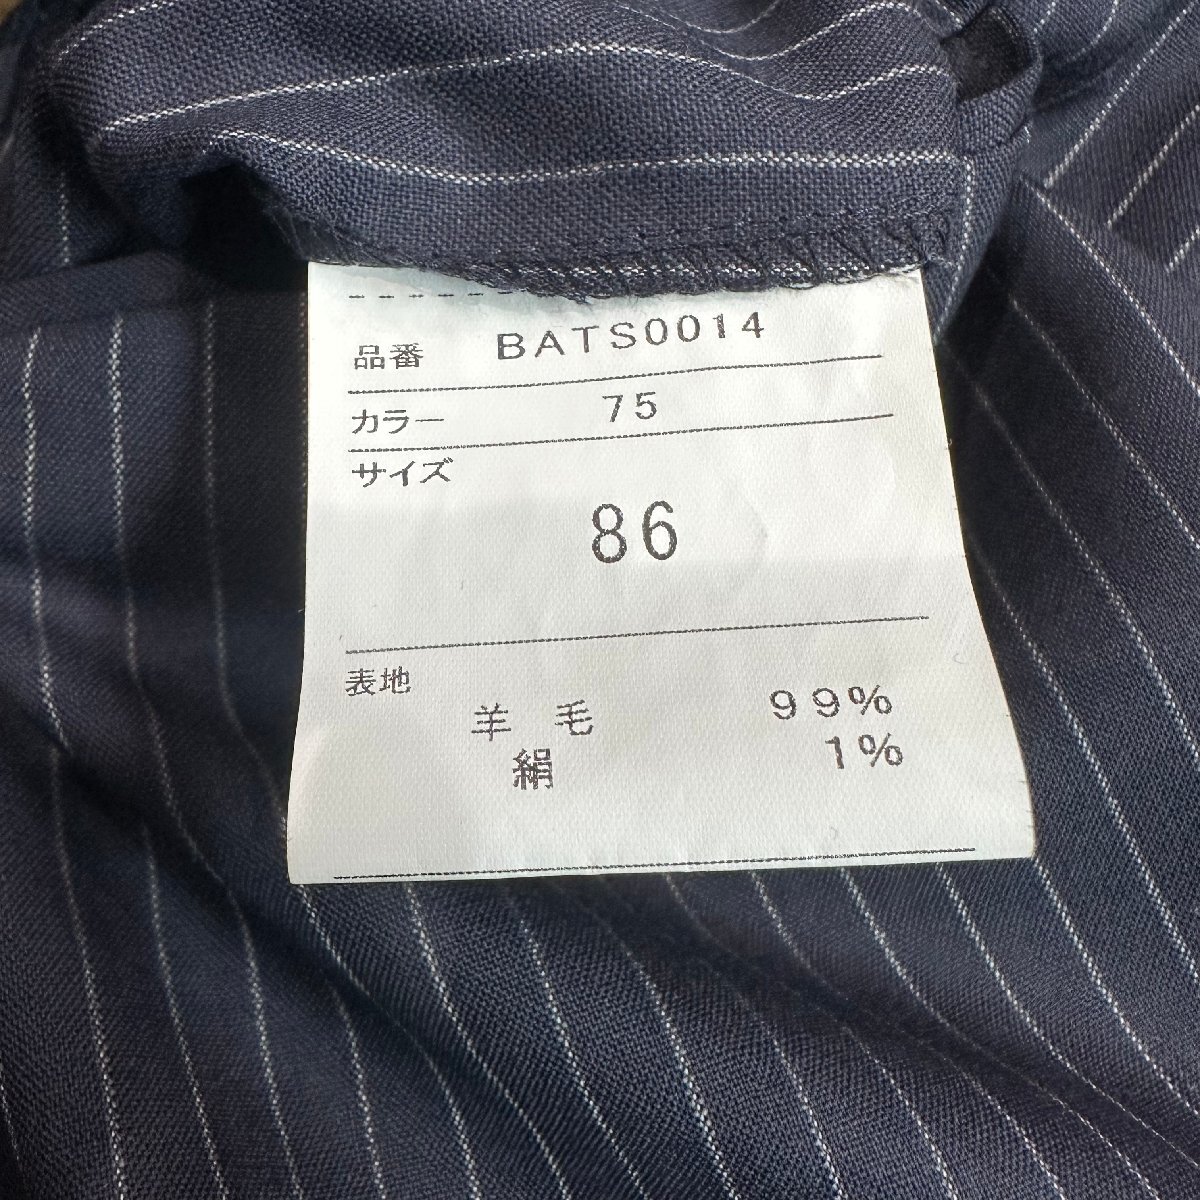 品番 BATS0014
カラー 75
サイズ
86
表地
羊 毛 99%
絹 1%